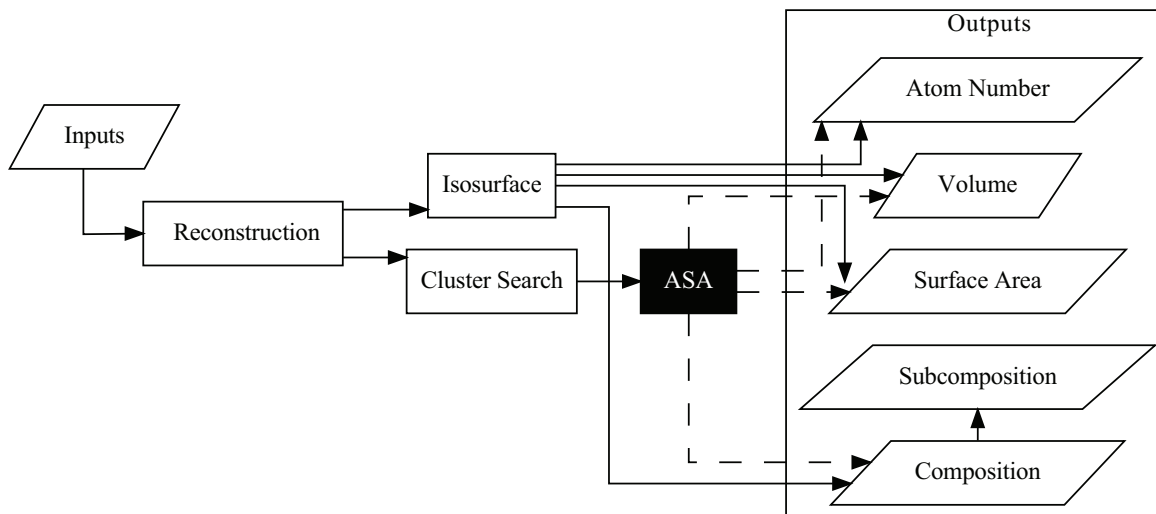 Outputs
Atom Number
Inputs
Isosurface
Volume
Reconstruction
Cluster Search
ASA
Surface Area
Subcomposition
Composition